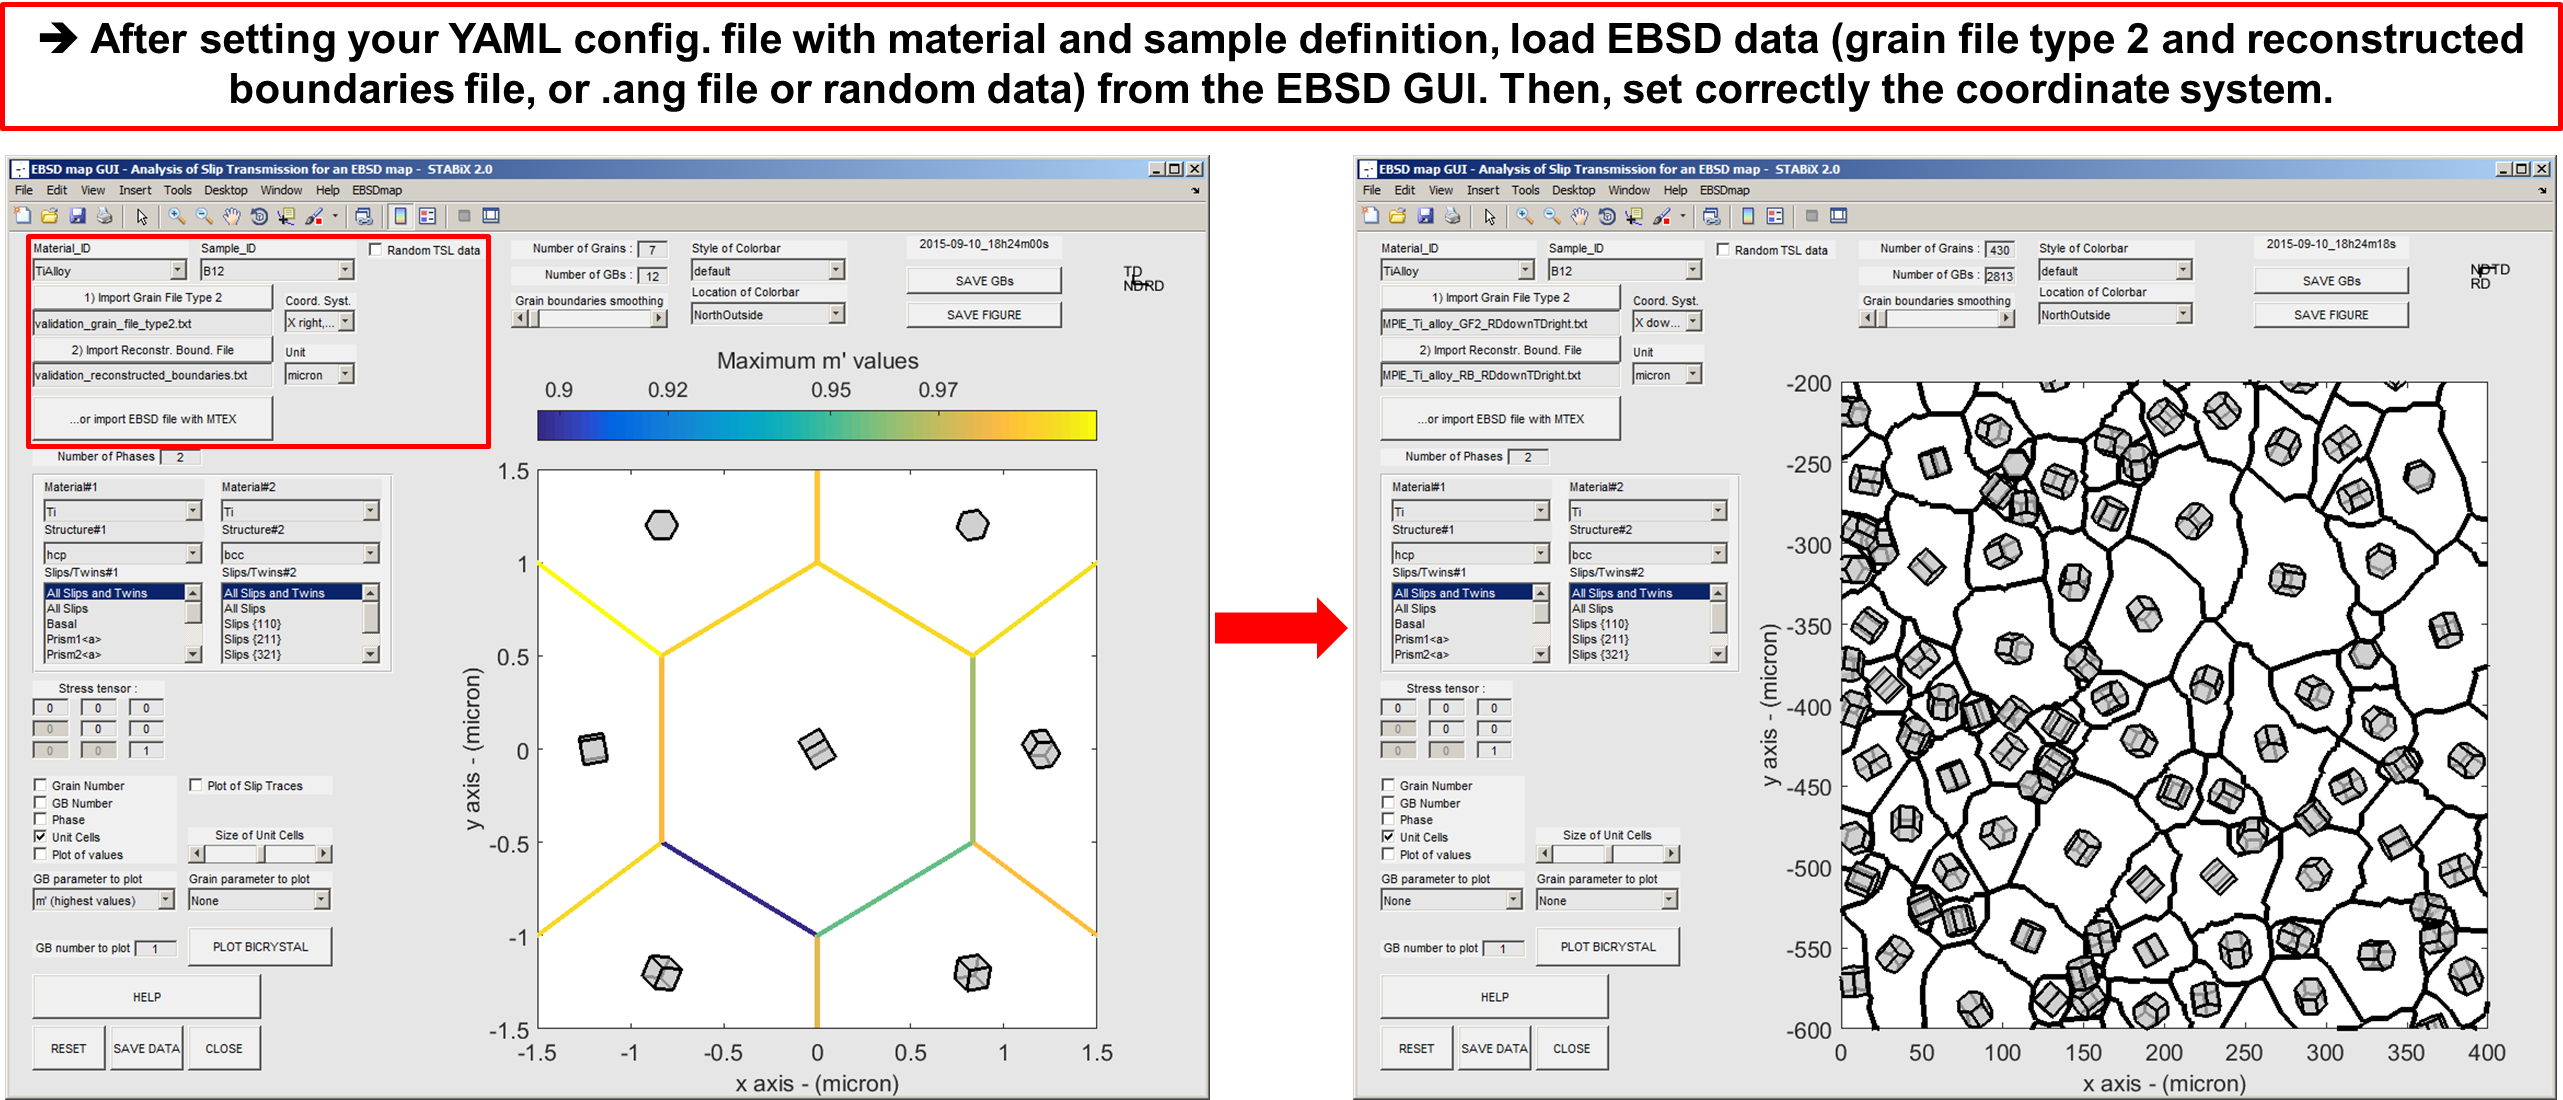 ➔ After setting your YAML config. file with material and sample definition, load EBSD data (grain file type 2 and reconstructed
boundaries file, or .ang file or random data) from the EBSD GUI. Then, set correctly the coordinate system.
EBSD map GUI - Analysis of Slip Transmission for an EBSD map - STABiX 2.0
File Edit View Insert Tools Desktop Window Help EBSDmap
Material_ID
Sample_ID
Random TSL data
TiAlloy
B12
1) Import Grain File Type 2
Coord. Syst.
validation_grain_file_type2.txt
X right,...
2) Import Reconstr. Bound. File
Unit
validation_reconstructed_boundaries.txt
micron
...or import EBSD file with MTEX
Number of Phases 2
Material#1
Material#2
Ti
Ti
Structure#1
Structure#2
hcp
bcc
Slips/Twins#1
Slips/Twins#2
All Slips and Twins
All Slips
Basal
Prism1<a>
Prism2<a>
All Slips and Twins
All Slips
Slips {110}
Slips {211}
Slips {321}
Stress tensor :
0 0 0
0 0 0
0 0 1
Grain Number
GB Number
Phase
Unit Cells
Plot of values
Plot of Slip Traces
Size of Unit Cells
GB parameter to plot
Grain parameter to plot
m' (highest values)
None
GB number to plot 1
PLOT BICRYSTAL
HELP
RESET
SAVE DATA
CLOSE
Number of Grains : 7
Number of GBs : 12
Grain boundaries smoothing
Style of Colorbar
default
Location of Colorbar
NorthOutside
2015-09-10_18h24m00s
SAVE GBs
SAVE FIGURE
TD
NDRD
Maximum m' values
0.9 0.92 0.95 0.97
1.5
1
0.5
0
-0.5
-1
-1.5
y axis - (micron)
-1.5 -1 -0.5 0 0.5 1 1.5
x axis - (micron)
EBSD map GUI - Analysis of Slip Transmission for an EBSD map - STABiX 2.0
File Edit View Insert Tools Desktop Window Help EBSDmap
Material_ID
Sample_ID
Random TSL data
TiAlloy
B12
1) Import Grain File Type 2
Coord. Syst.
MPIE_Ti_alloy_GF2_RDdownTDright.txt
X dow...
2) Import Reconstr. Bound. File
Unit
MPIE_Ti_alloy_RB_RDdownTDright.txt
micron
...or import EBSD file with MTEX
Number of Phases 2
Material#1
Material#2
Ti
Ti
Structure#1
Structure#2
hcp
bcc
Slips/Twins#1
Slips/Twins#2
All Slips and Twins
All Slips
Basal
Prism1<a>
Prism2<a>
All Slips and Twins
All Slips
Slips {110}
Slips {211}
Slips {321}
Stress tensor :
0 0 0
0 0 0
0 0 1
Grain Number
GB Number
Phase
Unit Cells
Plot of values
Size of Unit Cells
GB parameter to plot
Grain parameter to plot
None
None
GB number to plot 1
PLOT BICRYSTAL
HELP
RESET
SAVE DATA
CLOSE
Number of Grains : 430
Number of GBs : 2813
Grain boundaries smoothing
Style of Colorbar
default
Location of Colorbar
NorthOutside
2015-09-10_18h24m18s
SAVE GBs
SAVE FIGURE
NDTD
RD
-200
-250
-300
-350
-400
-450
-500
-550
-600
y axis - (micron)
0 50 100 150 200 250 300 350 400
x axis - (micron)